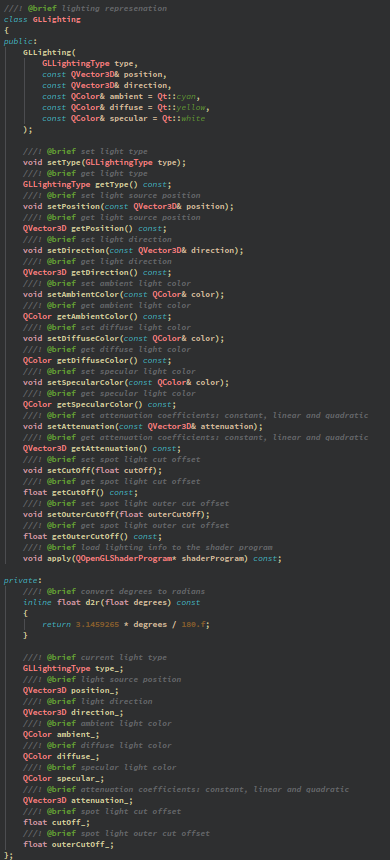 ///! @brief lighting represenation
class GLLighting
{
public:
    GLLighting(
        GLLightingType type,
        const QVector3D& position,
        const QVector3D& direction,
        const QColor& ambient = Qt::cyan,
        const QColor& diffuse = Qt::yellow,
        const QColor& specular = Qt::white
    );

    ///! @brief set light type
    void setType(GLLightingType type);
    ///! @brief get light type
    GLLightingType getType() const;
    ///! @brief set light source position
    void setPosition(const QVector3D& position);
    ///! @brief get light source position
    QVector3D getPosition() const;
    ///! @brief set light direction
    void setDirection(const QVector3D& direction);
    ///! @brief get light direction
    QVector3D getDirection() const;
    ///! @brief set ambient light color
    void setAmbientColor(const QColor& color);
    ///! @brief get ambient light color
    QColor getAmbientColor() const;
    ///! @brief set diffuse light color
    void setDiffuseColor(const QColor& color);
    ///! @brief get diffuse light color
    QColor getDiffuseColor() const;
    ///! @brief set specular light color
    void setSpecularColor(const QColor& color);
    ///! @brief get specular light color
    QColor getSpecularColor() const;
    ///! @brief set attenuation coefficients: constant, linear and quadratic
    void setAttenuation(const QVector3D& attenuation);
    ///! @brief get attenuation coefficients: constant, linear and quadratic
    QVector3D getAttenuation() const;
    ///! @brief set spot light cut offset
    void setCutOff(float cutOff);
    ///! @brief get spot light cut offset
    float getCutOff() const;
    ///! @brief set spot light outer cut offset
    void setOuterCutOff(float outerCutOff);
    ///! @brief get spot light outer cut offset
    float getOuterCutOff() const;
    ///! @brief load lighting info to the shader program
    void apply(QOpenGLShaderProgram* shaderProgram) const;

private:
    ///! @brief convert degrees to radians
    inline float d2r(float degrees) const
    {
        return 3.1459265 * degrees / 180.f;
    }

    ///! @brief current light type
    GLLightingType type_;
    ///! @brief light source position
    QVector3D position_;
    ///! @brief light direction
    QVector3D direction_;
    ///! @brief ambient light color
    QColor ambient_;
    ///! @brief diffuse light color
    QColor diffuse_;
    ///! @brief specular light color
    QColor specular_;
    ///! @brief attenuation coefficients: constant, linear and quadratic
    QVector3D attenuation_;
    ///! @brief spot light cut offset
    float cutOff_;
    ///! @brief spot light outer cut offset
    float outerCutOff_;
};